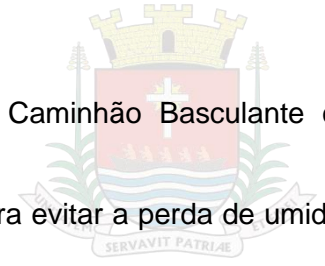 Caminhão Basculante
ra evitar a perda de umid
SERVAVIT PATRIAE